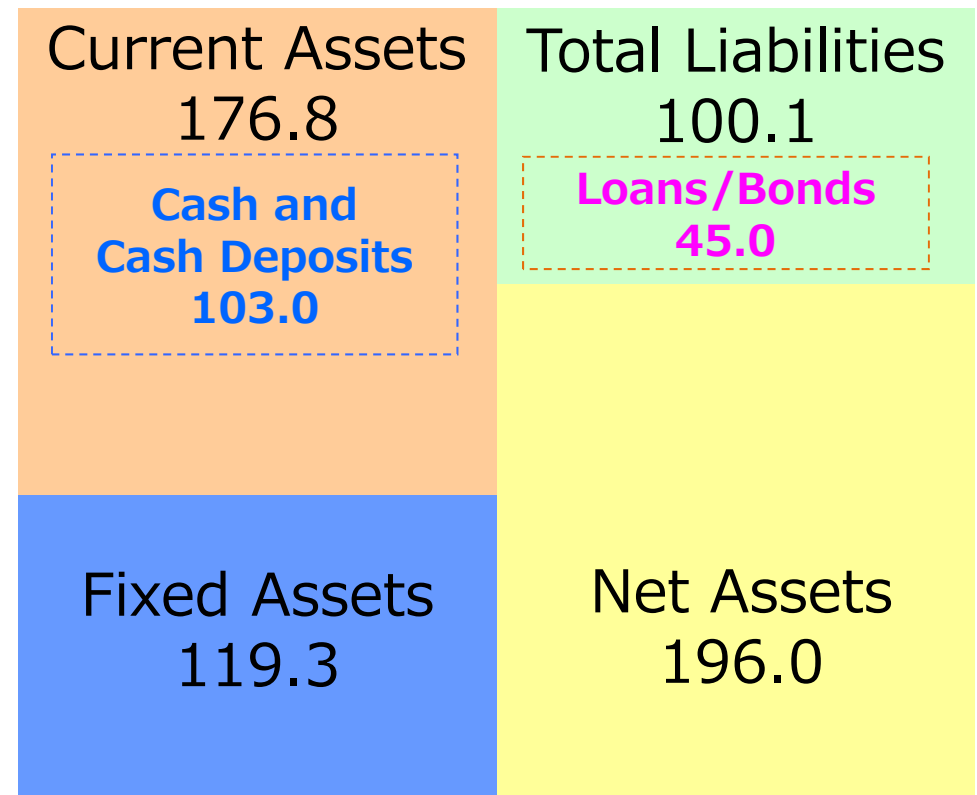 Current Assets
176.8
Cash and
Cash Deposits
103.0
Total Liabilities
100.1
Loans/Bonds
45.0
Fixed Assets
119.3
Net Assets
196.0